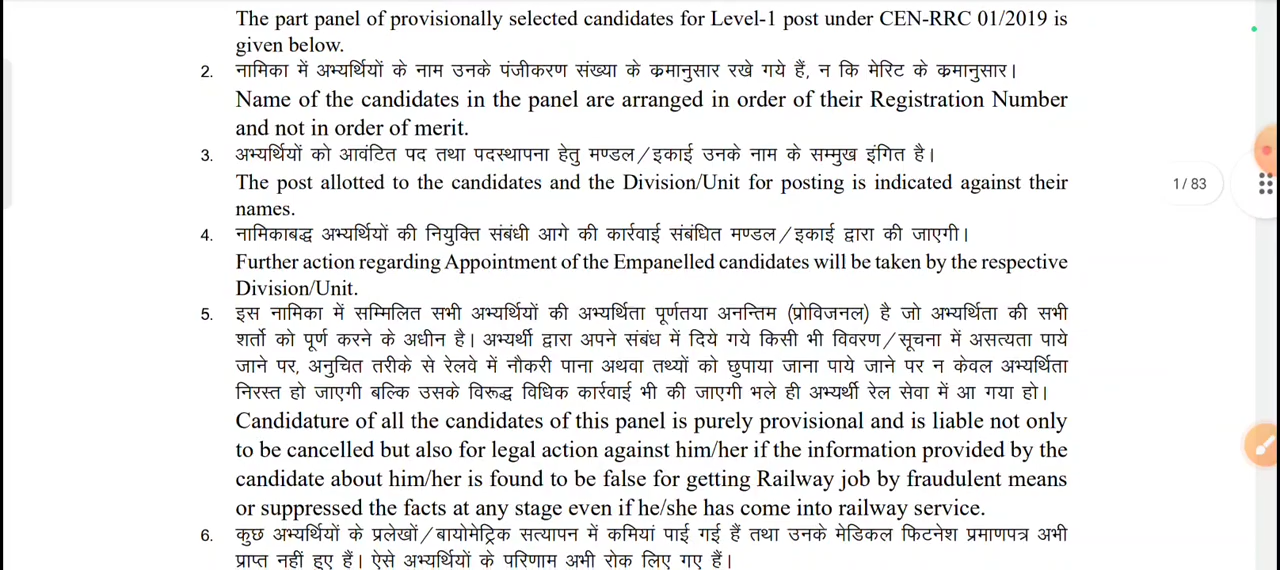 The part panel of provisionally selected candidates for Level-1 post under CEN-RRC 01/2019 is
given below.
2. नामिका में अभ्यर्थियों के नाम उनके पंजीकरण संख्या के क्रमानुसार रखे गये हैं, न कि मेरिट के क्रमानुसार।
Name of the candidates in the panel are arranged in order of their Registration Number
and not in order of merit.
3. अभ्यर्थियों को आवंटित पद तथा पदस्थापना हेतु मण्डल/इकाई उनके नाम के सम्मुख इंगित है।
The post allotted to the candidates and the Division/Unit for posting is indicated against their
names.
1 / 83
4. नामिकाबद्ध अभ्यर्थियों की नियुक्ति संबंधी आगे की कार्रवाई संबंधित मण्डल/इकाई द्वारा की जाएगी।
Further action regarding Appointment of the Empanelled candidates will be taken by the respective
Division/Unit.
5. इस नामिका में सम्मिलित सभी अभ्यर्थियों की अभ्यर्थिता पूर्णतया अनन्तिम (प्रोविजनल) है जो अभ्यर्थिता की सभी
शर्तो को पूर्ण करने के अधीन है। अभ्यर्थी द्वारा अपने संबंध में दिये गये किसी भी विवरण/सूचना में असत्यता पाये
जाने पर, अनुचित तरीके से रेलवे में नौकरी पाना अथवा तथ्यों को छुपाया जाना पाये जाने पर न केवल अभ्यर्थिता
निरस्त हो जाएगी बल्कि उसके विरूद्ध विधिक कार्रवाई भी की जाएगी भले ही अभ्यर्थी रेल सेवा में आ गया हो।
Candidature of all the candidates of this panel is purely provisional and is liable not only
to be cancelled but also for legal action against him/her if the information provided by the
candidate about him/her is found to be false for getting Railway job by fraudulent means
or suppressed the facts at any stage even if he/she has come into railway service.
6. कुछ अभ्यर्थियों के प्रलेखों/बायोमेट्रिक सत्यापन में कमियां पाई गई हैं तथा उनके मेडिकल फिटनेश प्रमाणपत्र अभी
प्राप्त नहीं हुए हैं। ऐसे अभ्यर्थियों के परिणाम अभी रोक लिए गए हैं।